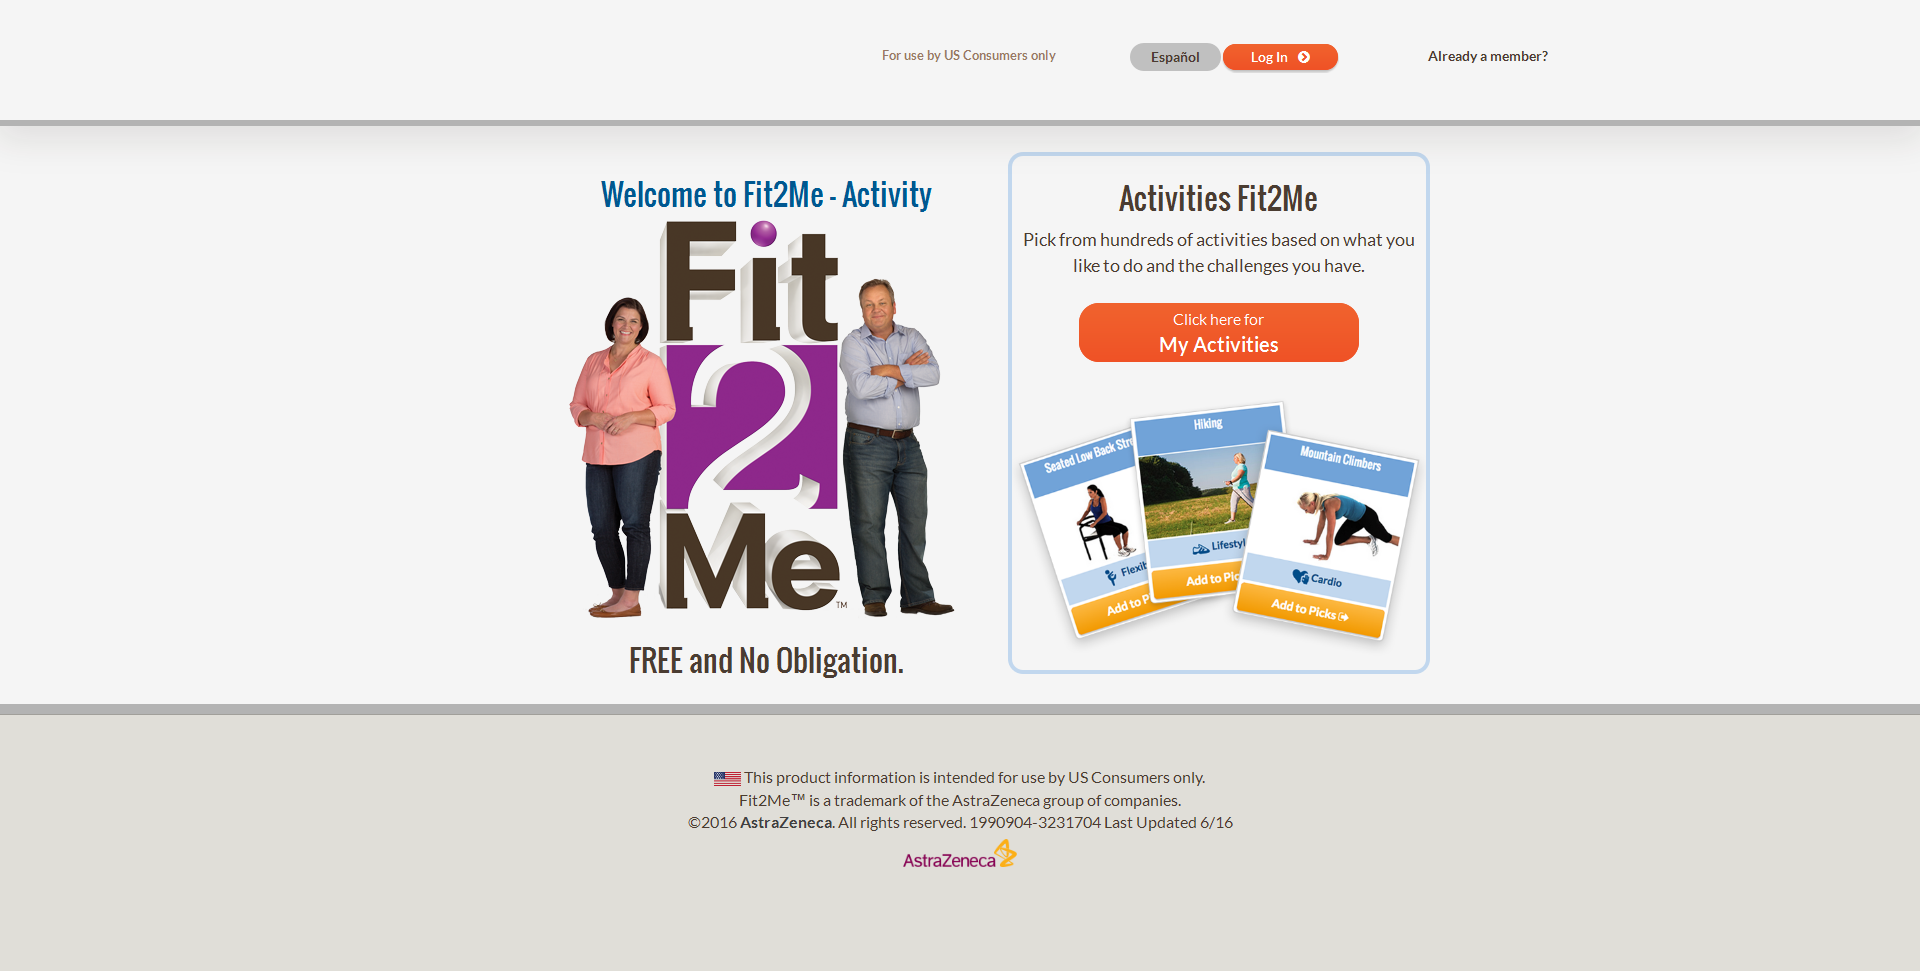 For use by US Consumers only
Español
Log In
Already a member?
Welcome to Fit2Me - Activity
Fit
2
Me™
FREE and No Obligation.
Activities Fit2Me
Pick from hundreds of activities based on what you
like to do and the challenges you have.
Click here for
My Activities
Seated Low Back Stre
Flexib
Add to P
Hiking
Lifestyl
Add to Pic
Mountain Climbers
Cardio
Add to Picks
This product information is intended for use by US Consumers only.
Fit2Me™ is a trademark of the AstraZeneca group of companies.
©2016 AstraZeneca. All rights reserved. 1990904-3231704 Last Updated 6/16
AstraZeneca